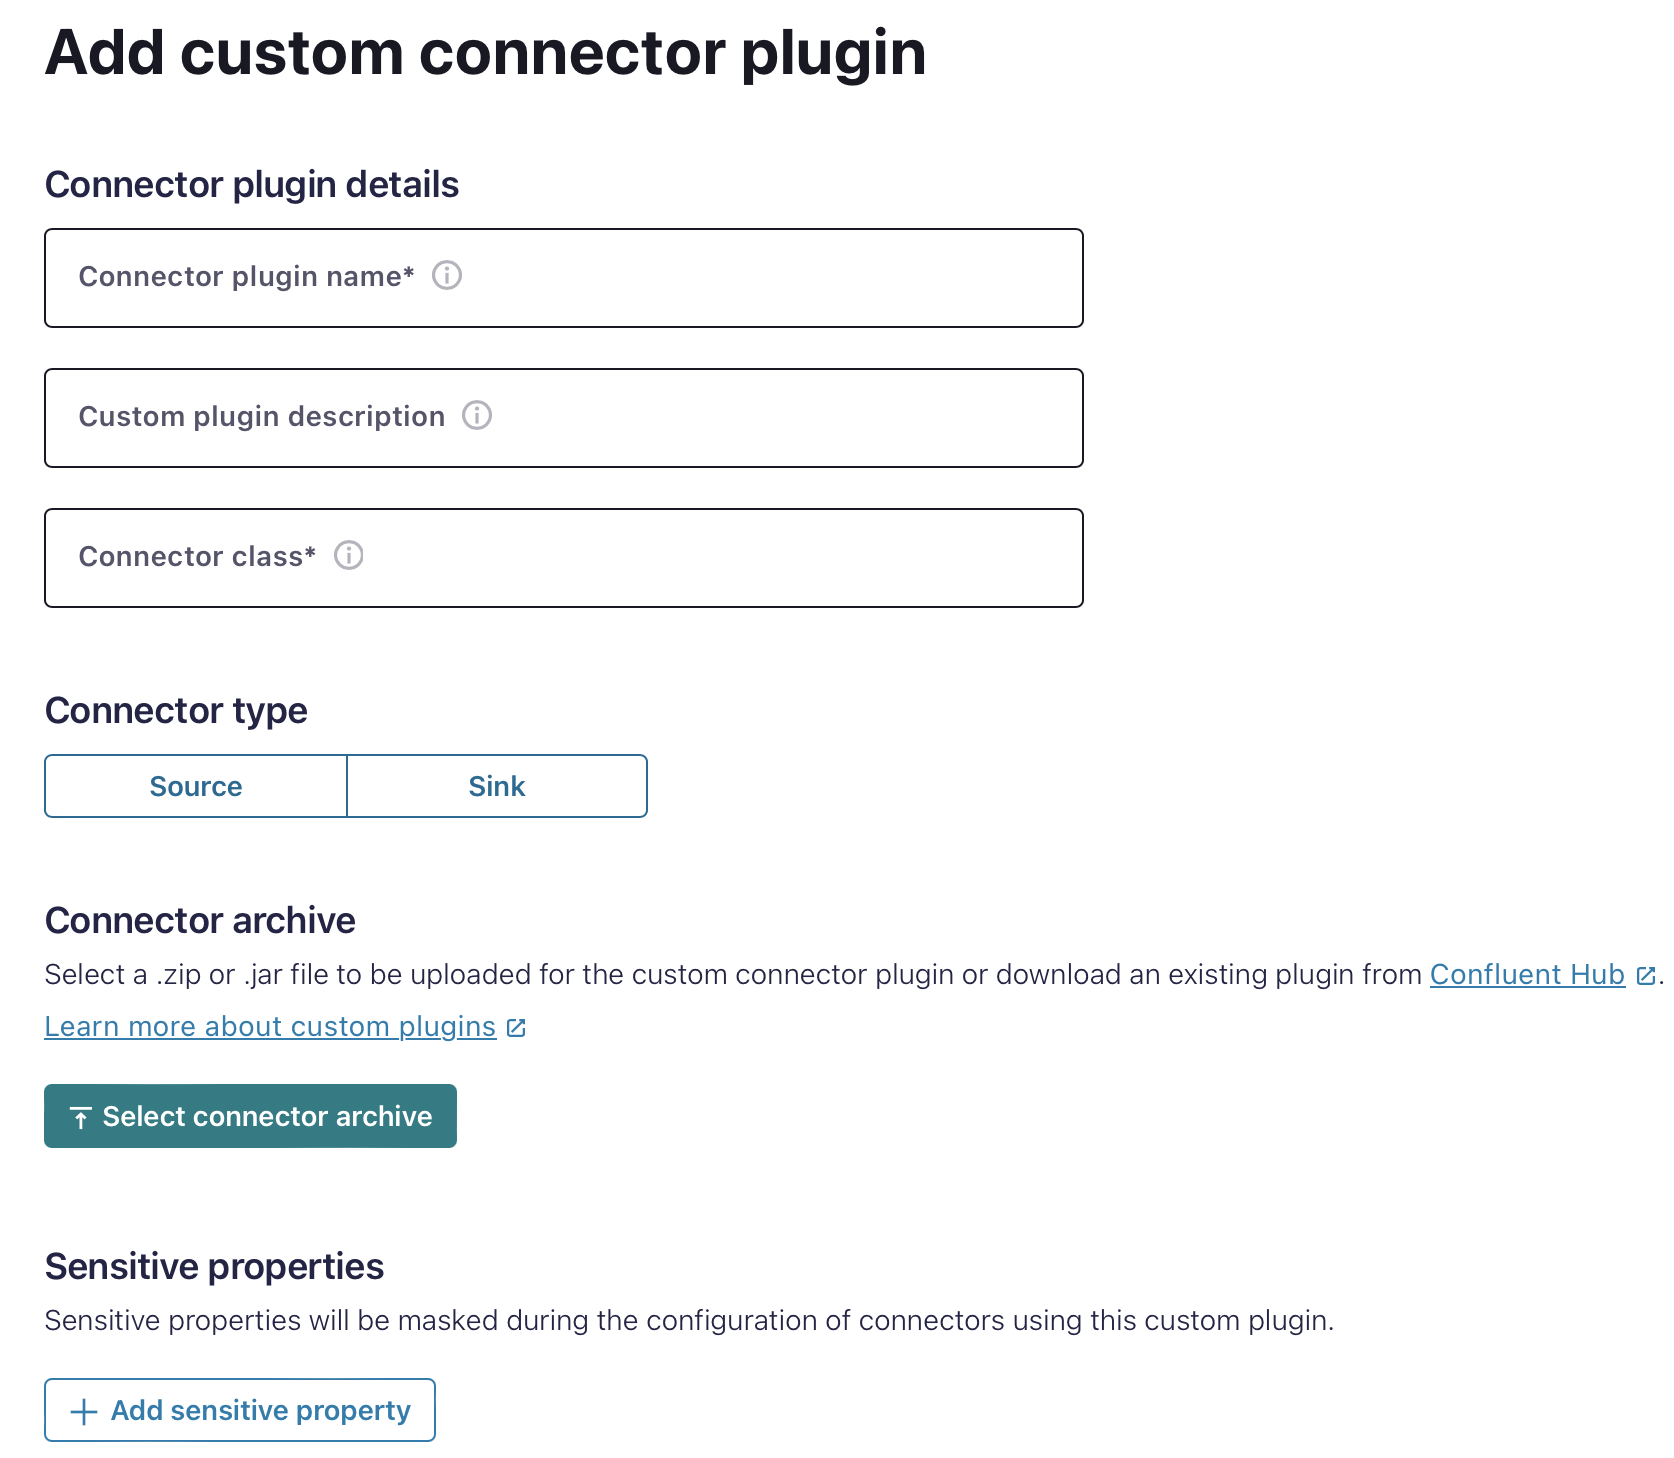 Add custom connector plugin
Connector plugin details
Connector plugin name*
Custom plugin description
Connector class*
Connector type
Source Sink
Connector archive
Select a .zip or .jar file to be uploaded for the custom connector plugin or download an existing plugin from Confluent Hub.
Learn more about custom plugins
Select connector archive
Sensitive properties
Sensitive properties will be masked during the configuration of connectors using this custom plugin.
Add sensitive property